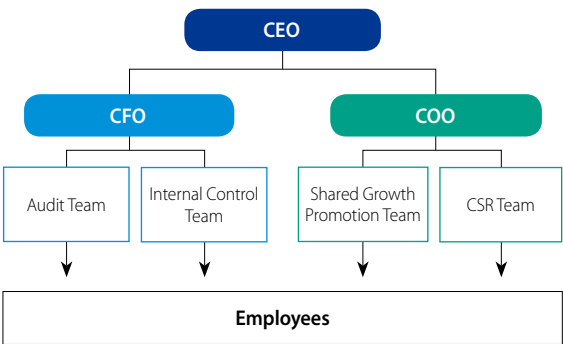 CEO
CFO
COO
Audit Team
Internal Control
Team
Shared Growth
Promotion Team
CSR Team
Employees